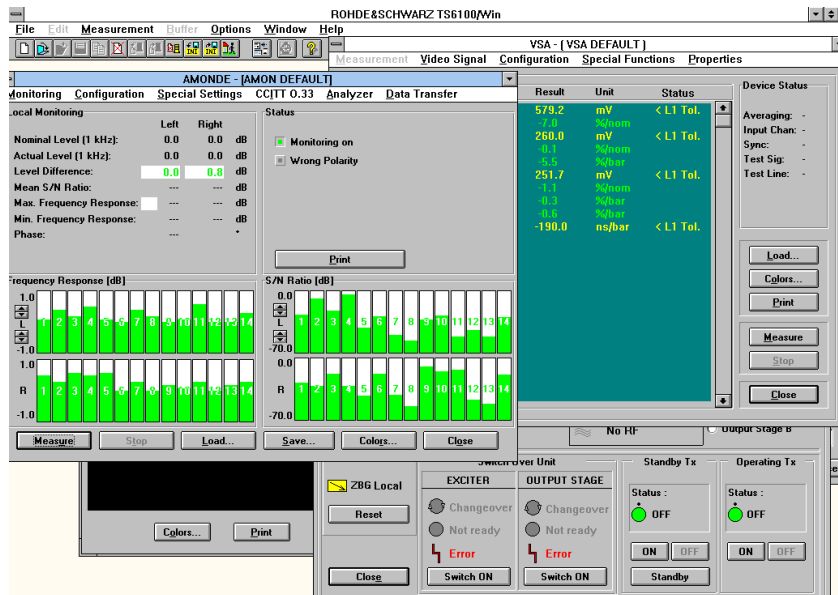 ROHDE&SCHWARZ TS6100/Win
File Edit Measurement Buffer Options Window Help
VSA - ( VSA DEFAULT )
Measurement Video Signal Configuration Special Functions Properties
Result Unit Status
579.2 mV < L1 Tol.
-7.0 %/nom
260.0 mV < L1 Tol.
-0.1 %/nom
-5.5 %/bar
251.7 mV < L1 Tol.
-1.1 %/nom
-0.3 %/bar
-0.6 %/bar
-190.0 ns/bar < L1 Tol.
Device Status
Averaging: -
Input Chan: -
Sync: -
Test Sig: -
Test Line: -
Load...
Colors...
Print
Measure
Stop
Close
AMONDE - [AMON DEFAULT]
Monitoring Configuration Special Settings CCITT 0.33 Analyzer Data Transfer
Local Monitoring
Left Right
Nominal Level (1 kHz): 0.0 0.0 dB
Actual Level (1 kHz): 0.0 0.0 dB
Level Difference: 0.0 0.8 dB
Mean S/N Ratio: --- --- dB
Max. Frequency Response: --- dB
Min. Frequency Response: --- --- dB
Phase: --- °
Status
Monitoring on
Wrong Polarity
Print
Frequency Response [dB]
1.0
L
-1.0
1 2 3 4 5 6 7 8 9 10 11 12 13 14
1.0
R
-1.0
1 2 3 4 5 6 7 8 9 10 11 12 13 14
S/N Ratio [dB]
0.0
L
-70.0
1 2 3 4 5 6 7 8 9 10 11 12 13 14
0.0
R
-70.0
1 2 3 4 5 6 7 8 9 10 11 12 13 14
Measure Stop Load... Save... Colors... Close
Colors... Print
No RF
Output Stage B
Switch Over Unit
ZBG Local
Reset
Close
EXCITER
Changeover
Not ready
Error
Switch ON
OUTPUT STAGE
Changeover
Not ready
Error
Switch ON
Standby Tx
Status :
OFF
ON OFF
Standby
Operating Tx
Status :
OFF
ON OFF